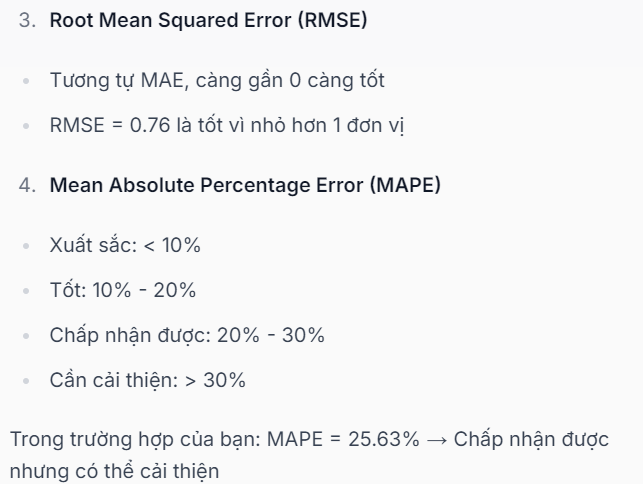 3. Root Mean Squared Error (RMSE)
• Tương tự MAE, càng gần 0 càng tốt
• RMSE = 0.76 là tốt vì nhỏ hơn 1 đơn vị
4. Mean Absolute Percentage Error (MAPE)
• Xuất sắc: < 10%
• Tốt: 10% - 20%
• Chấp nhận được: 20% - 30%
• Cần cải thiện: > 30%
Trong trường hợp của bạn: MAPE = 25.63% → Chấp nhận được
nhưng có thể cải thiện